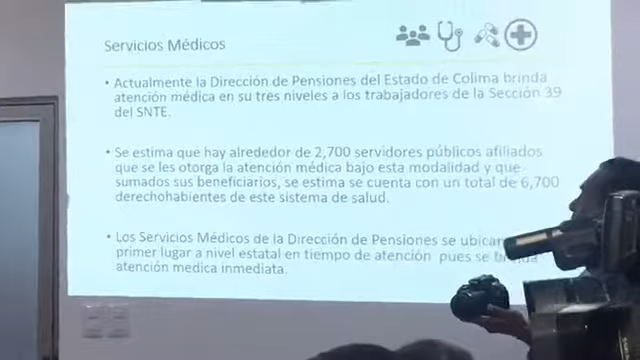 Servicios Médicos
• Actualmente la Dirección de Pensiones del Estado de Colima brinda
atención médica en su tres niveles a los trabajadores de la Sección 39
del SNTE.
• Se estima que hay alrededor de 2,700 servidores públicos afiliados
que se les otorga la atención médica bajo esta modalidad y que
sumados sus beneficiarios, se estima se cuenta con un total de 6,700
derechohabientes de este sistema de salud.
• Los Servicios Médicos de la Dirección de Pensiones se ubican
primer lugar a nivel estatal en tiempo de atención pues se
atención medica inmediata.